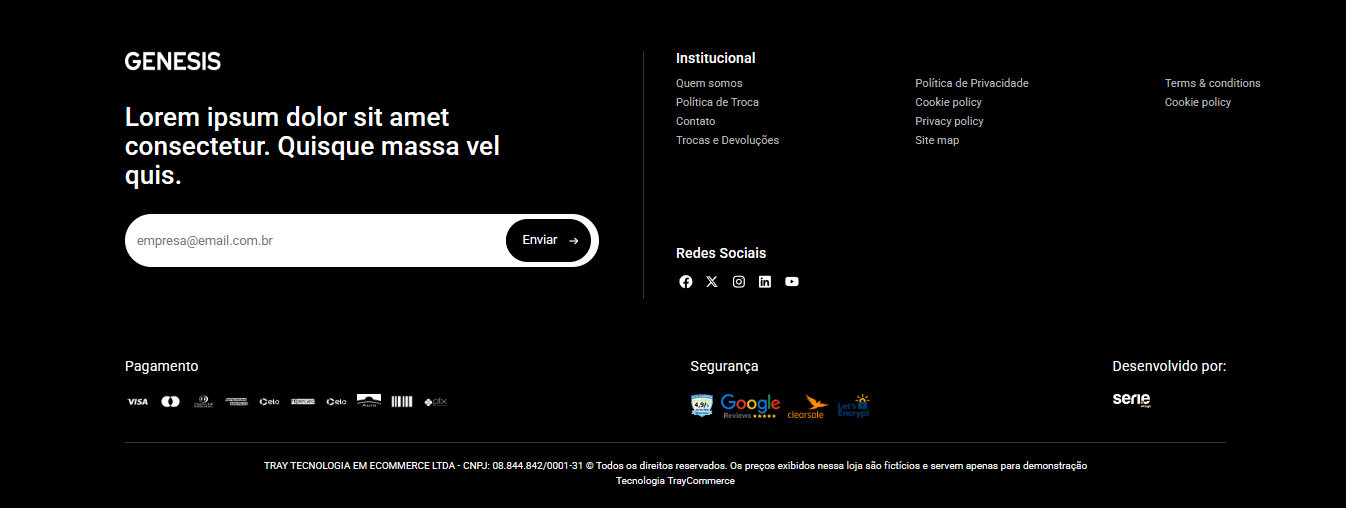 GENESIS
Lorem ipsum dolor sit amet
consectetur. Quisque massa vel
quis.
empresa@email.com.br
Enviar
Institucional
Quem somos
Política de Troca
Contato
Trocas e Devoluções
Política de Privacidade
Cookie policy
Privacy policy
Site map
Terms & conditions
Cookie policy
Redes Sociais
Pagamento
VISA
elo
elo
pix
Segurança
4,9/5
Google
Reviews
clearsale
Let's
Encrypt
Desenvolvido por:
serie
TRAY TECNOLOGIA EM ECOMMERCE LTDA - CNPJ: 08.844.842/0001-31 © Todos os direitos reservados. Os preços exibidos nessa loja são fictícios e servem apenas para demonstração
Tecnologia TrayCommerce